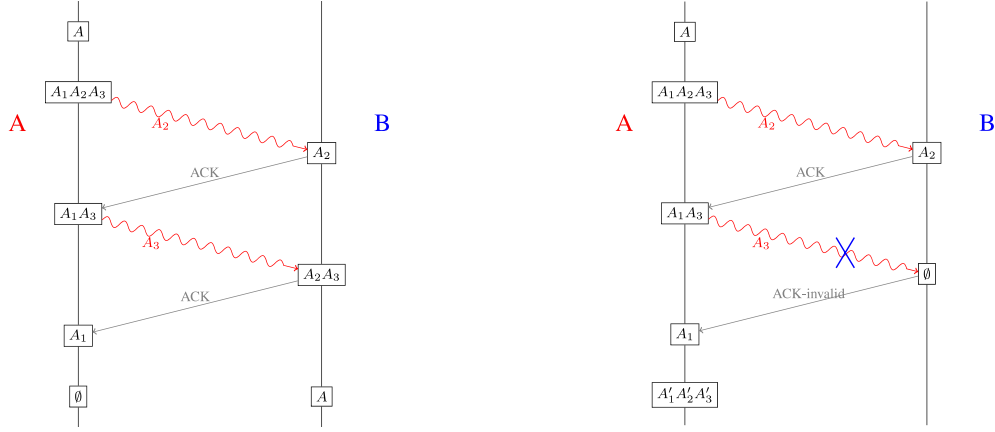 A
A₁A₂A₃
A
B
A₂
A₂
ACK
A₁A₃
A₃
A₂A₃
ACK
A₁
∅
A
A
A₁A₂A₃
A
B
A₂
A₂
ACK
A₁A₃
A₃
∅
ACK-invalid
A₁
A′₁A′₂A′₃